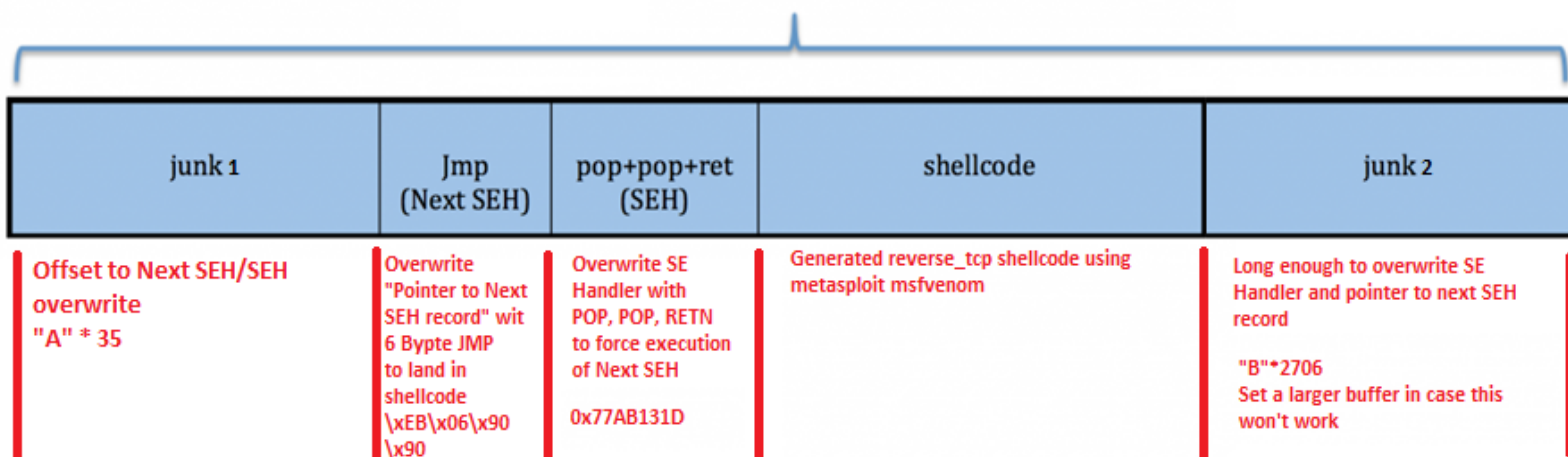 junk 1
Jmp
(Next SEH)
pop+pop+ret
(SEH)
shellcode
junk 2
Offset to Next SEH/SEH
overwrite
"A" * 35
Overwrite
"Pointer to Next
SEH record" wit
6 Bypte JMP
to land in
shellcode
\xEB\x06\x90
\x90
Overwrite SE
Handler with
POP, POP, RETN
to force execution
of Next SEH
0x77AB131D
Generated reverse_tcp shellcode using
metasploit msfvenom
Long enough to overwrite SE
Handler and pointer to next SEH
record
"B"*2706
Set a larger buffer in case this
won't work